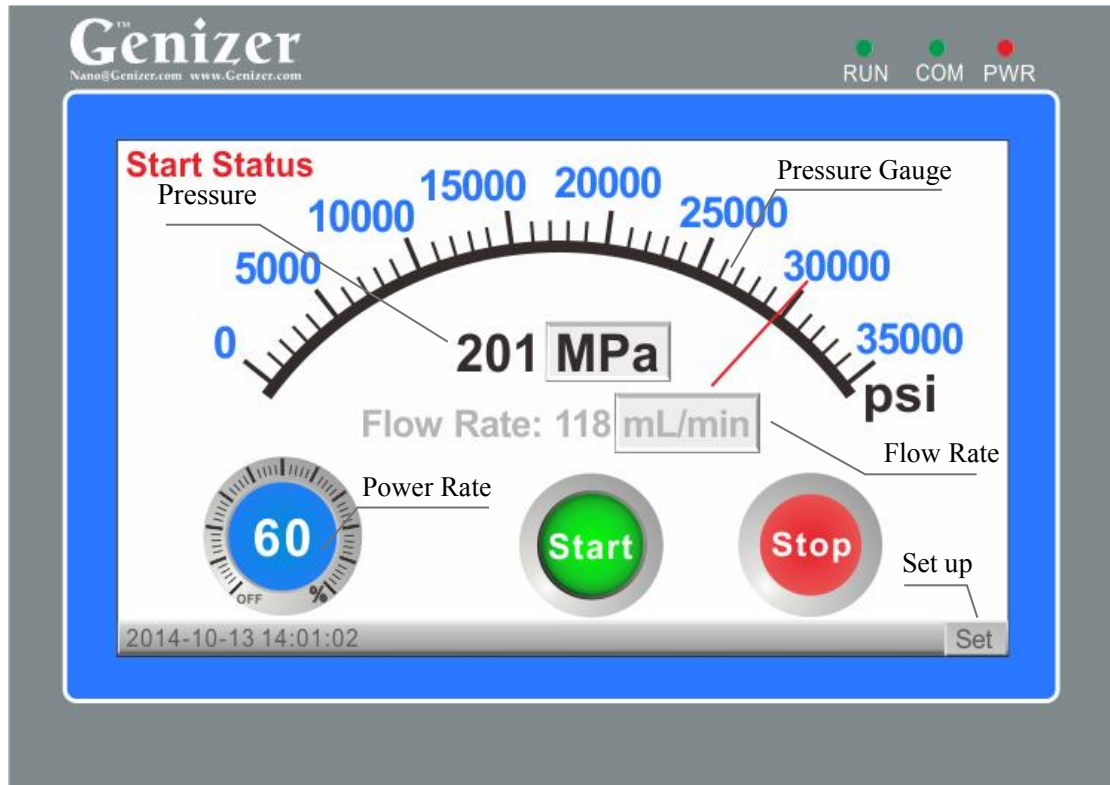 Genizer™
Nano@Genizer.com www.Genizer.com
RUN COM PWR
Start Status
Pressure
Pressure Gauge
0
5000
10000
15000
20000
25000
30000
35000
psi
201 MPa
Flow Rate: 118 mL/min
Flow Rate
Power Rate
60
OFF %
Start
Stop
Set up
2014-10-13 14:01:02
Set